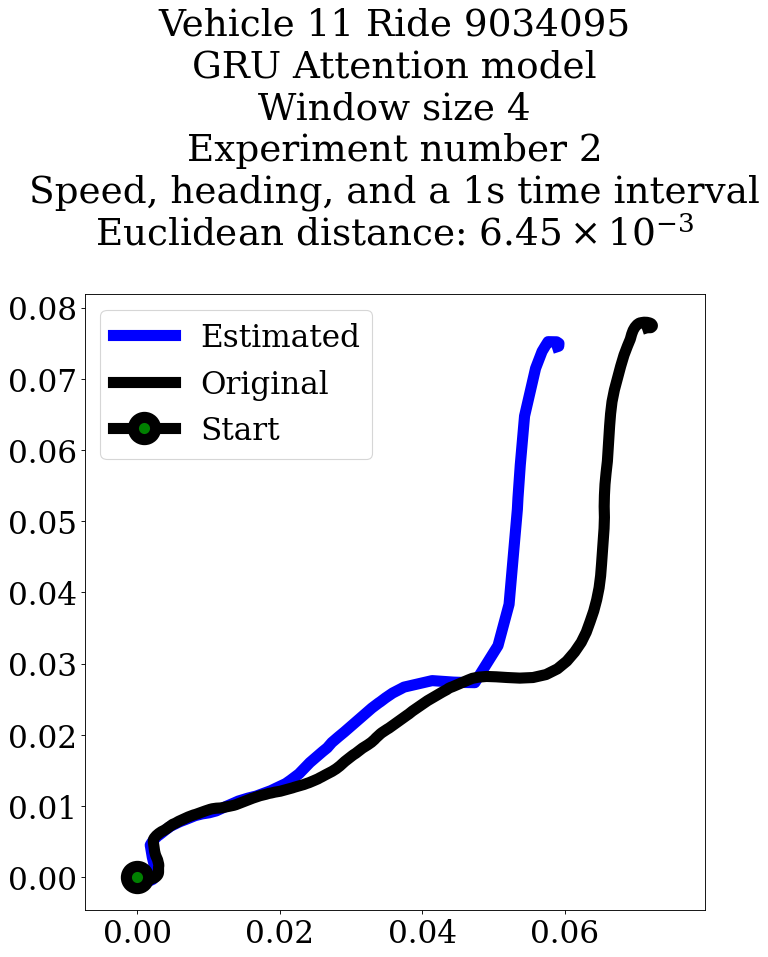 Vehicle 11 Ride 9034095
GRU Attention model
Window size 4
Experiment number 2
Speed, heading, and a 1s time interval
Euclidean distance: 6.45 × 10⁻³
0.08
0.07
0.06
0.05
0.04
0.03
0.02
0.01
0.00
Estimated
Original
Start
0.00 0.02 0.04 0.06